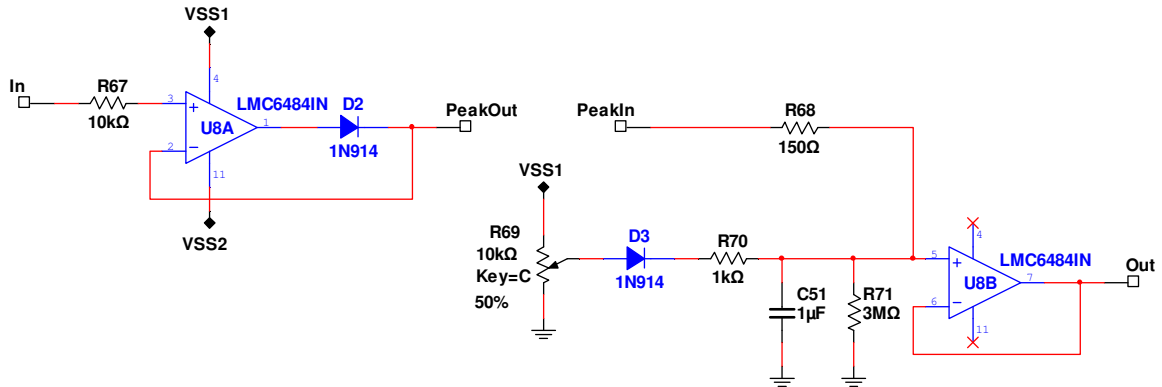 VSS1
In
R67
10kΩ
3
2
4
11
1
+
−
U8A
LMC6484IN
VSS2
D2
1N914
PeakOut
PeakIn
R68
150Ω
VSS1
R69
10kΩ
Key=C
50%
D3
1N914
R70
1kΩ
C51
1µF
R71
3MΩ
5
6
4
11
7
+
−
U8B
LMC6484IN
Out